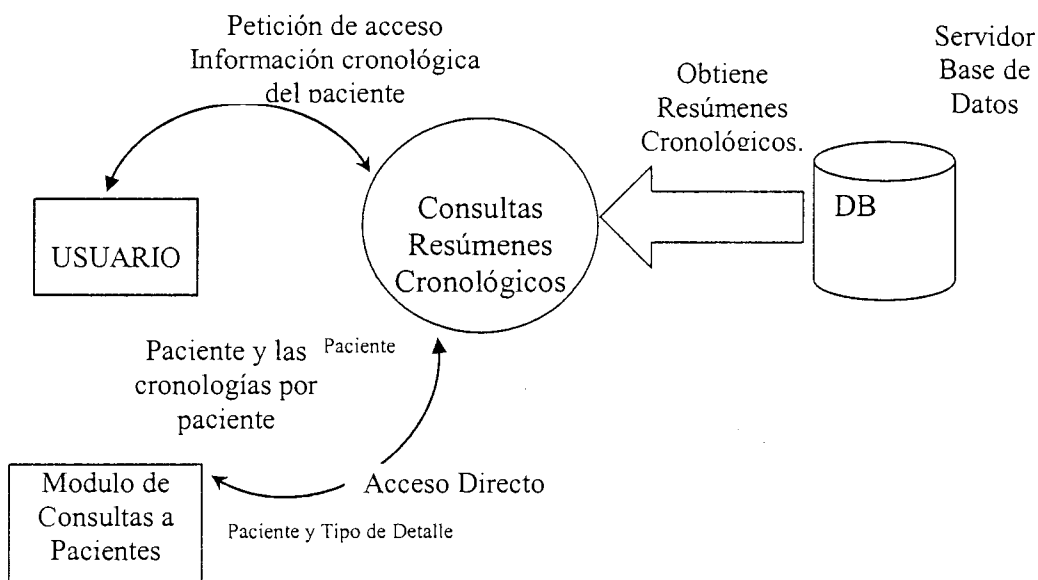 Petición de acceso
Información cronológica
del paciente
Servidor
Base de
Datos
Obtiene
Resúmenes
Cronológicos.
DB
Consultas
Resúmenes
Cronológicos
USUARIO
Paciente y las
cronologías por
paciente
Paciente
Modulo de
Consultas a
Pacientes
Acceso Directo
Paciente y Tipo de Detalle